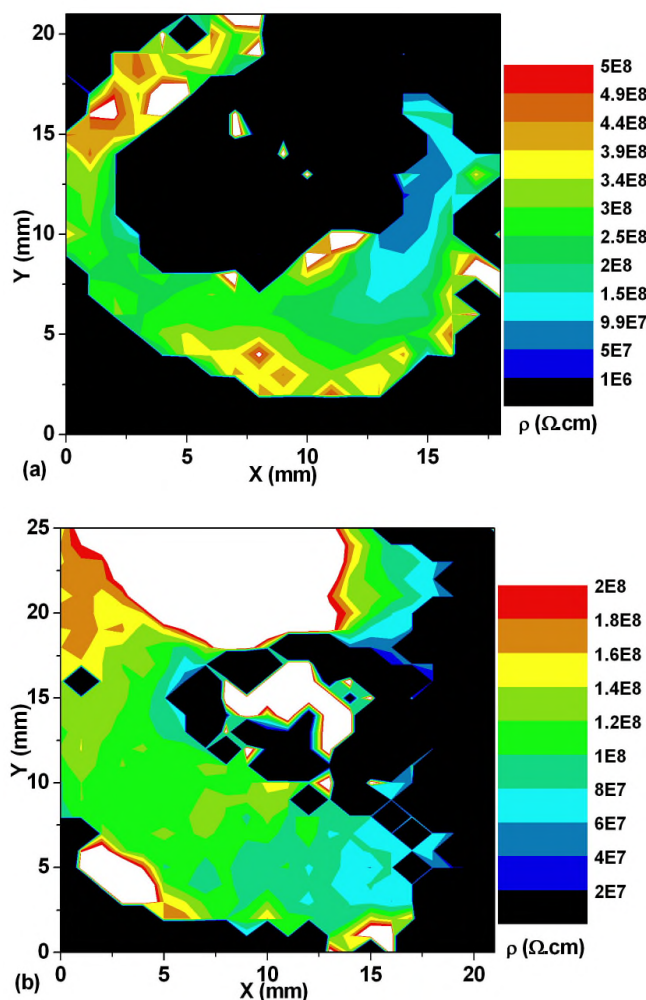 20
15
10
5
0
Y (mm)
0 5 10 15
X (mm)
(a)
5E8
4.9E8
4.4E8
3.9E8
3.4E8
3E8
2.5E8
2E8
1.5E8
9.9E7
5E7
1E6
ρ (Ω.cm)
25
20
15
10
5
0
Y (mm)
0 5 10 15 20
X (mm)
(b)
2E8
1.8E8
1.6E8
1.4E8
1.2E8
1E8
8E7
6E7
4E7
2E7
ρ (Ω.cm)